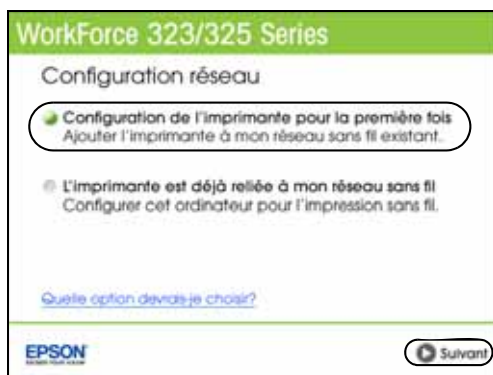 WorkForce 323/325 Series
Configuration réseau
Configuration de l'imprimante pour la première fois
Ajouter l'imprimante à mon réseau sans fil existant.
L'imprimante est déjà reliée à mon réseau sans fil
Configurer cet ordinateur pour l'impression sans fil.
Quelle option devrais-je choisir?
EPSON
Suivant